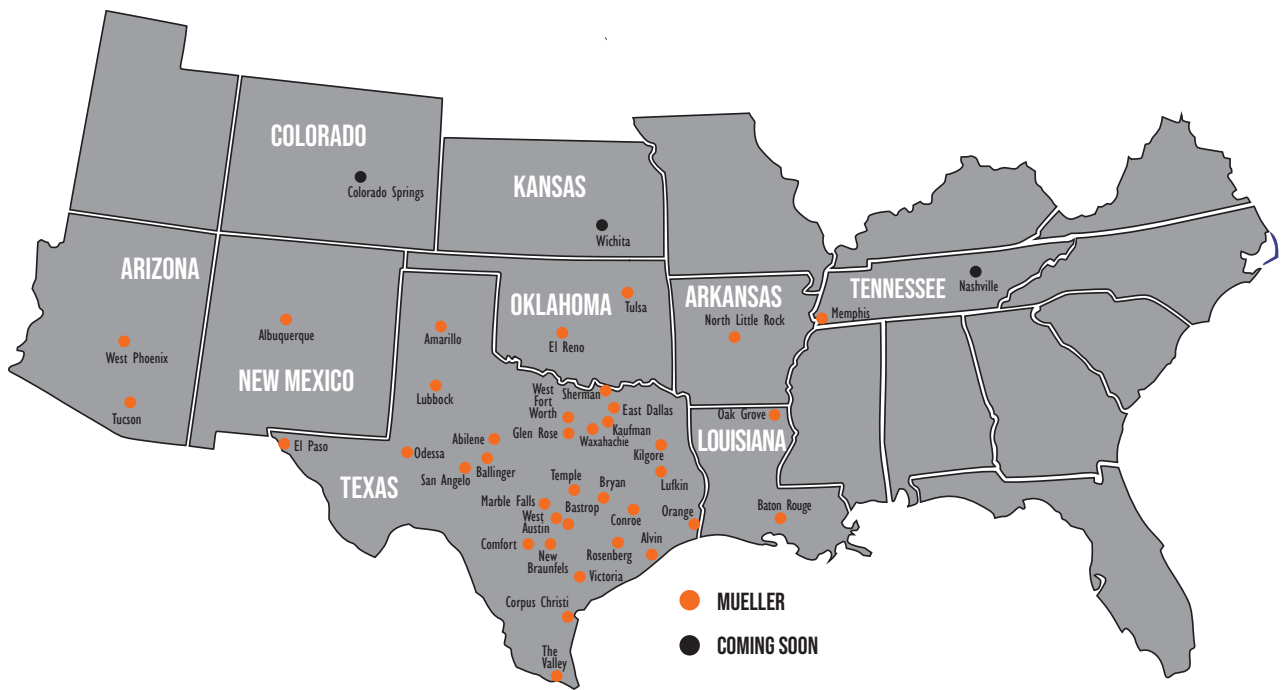 COLORADO
Colorado Springs
KANSAS
Wichita
ARIZONA
West Phoenix
Tucson
NEW MEXICO
Albuquerque
OKLAHOMA
Tulsa
El Reno
ARKANSAS
North Little Rock
TENNESSEE
Nashville
Memphis
LOUISIANA
Oak Grove
Baton Rouge
TEXAS
Amarillo
Lubbock
El Paso
Odessa
Abilene
San Angelo
Ballinger
West
Fort
Worth
Sherman
East Dallas
Glen Rose
Kaufman
Waxahachie
Kilgore
Lufkin
Temple
Bryan
Marble Falls
Bastrop
West
Austin
Conroe
Orange
Comfort
New
Braunfels
Rosenberg
Alvin
Victoria
Corpus Christi
The
Valley
MUELLER
COMING SOON